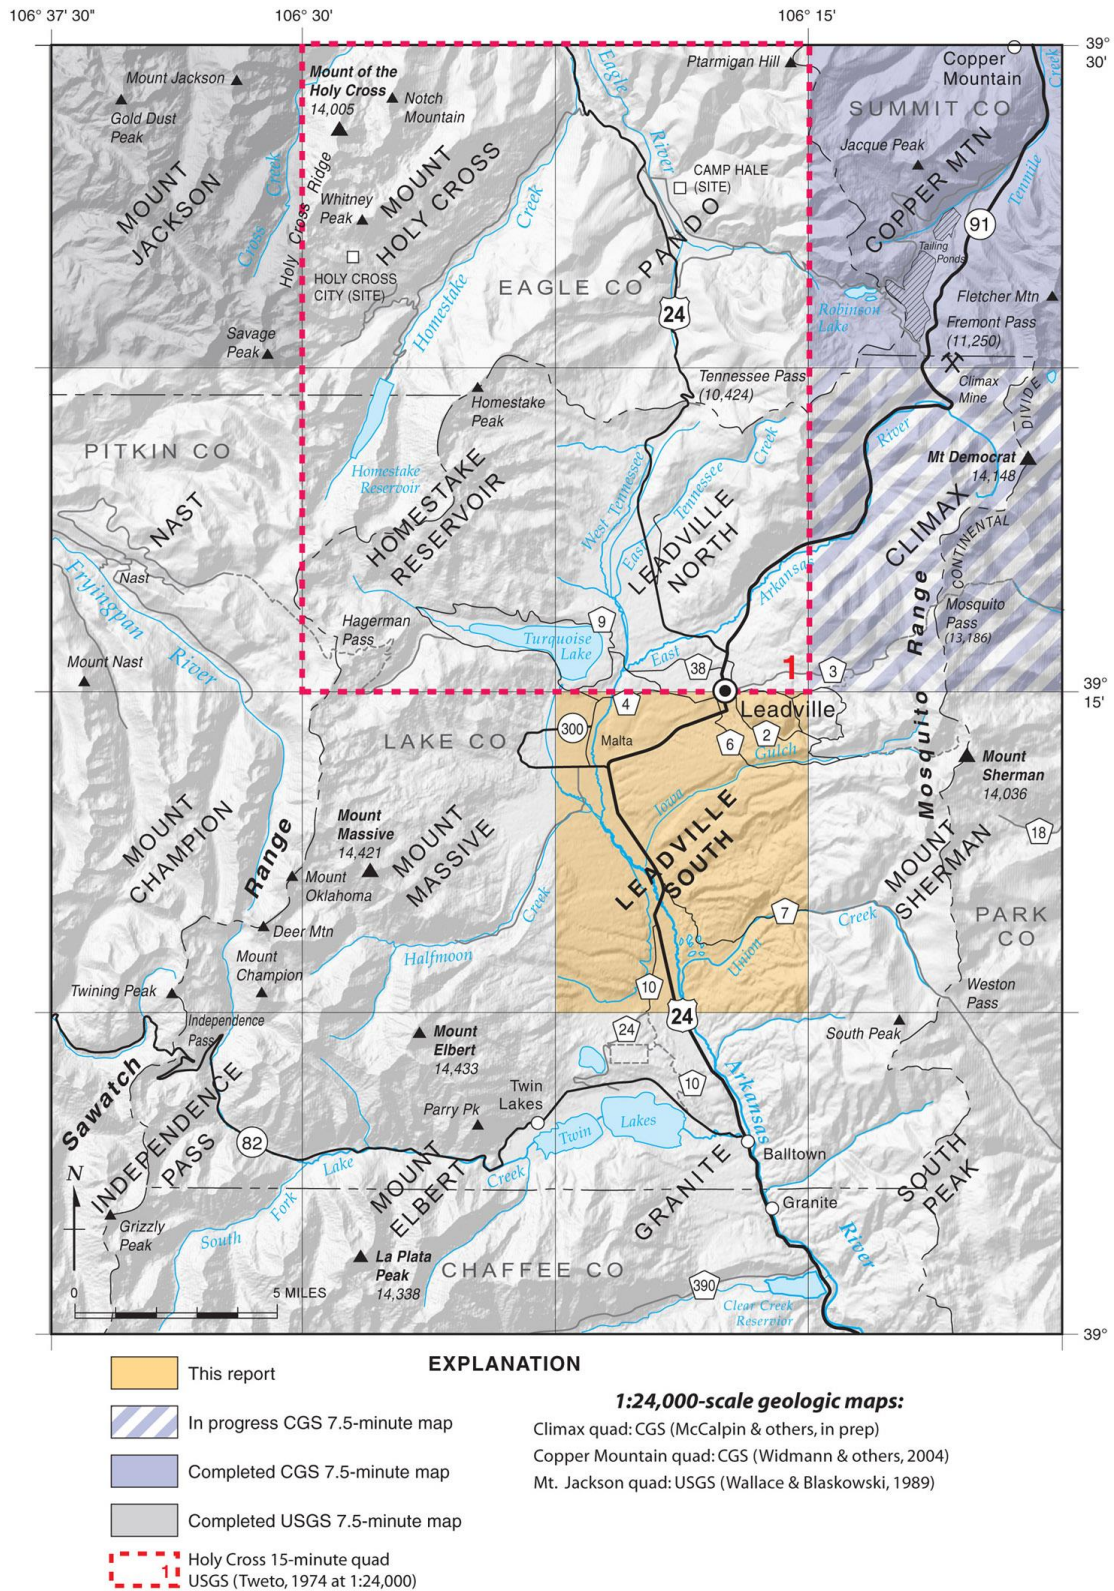 106° 37' 30"
106° 30'
106° 15'
39°
30'
Copper
Mountain
Creek
Ptarmigan Hill
Eagle
River
Mount Jackson
Gold Dust
Peak
Mount of the
Holy Cross
14,005
Notch
Mountain
SUMMIT CO
Jacque Peak
COPPER MTN
Tenmile
91
Tailing
Ponds
MOUNT
JACKSON
Cross
Creek
Holy Cross Ridge
Whitney
Peak
MOUNT
HOLY CROSS
HOLY CROSS
CITY (SITE)
Homestake
Creek
CAMP HALE
(SITE)
PANDO
EAGLE CO
24
Robinson
Lake
Fletcher Mtn
Fremont Pass
(11,250)
Savage
Peak
Climax
Mine
DIVIDE
Tennessee Pass
(10,424)
Homestake
Peak
PITKIN CO
Homestake
Reservoir
HOMESTAKE
RESERVOIR
West Tennessee
East Tennessee
Creek
LEADVILLE
NORTH
River
Mt Democrat
14,148
CLIMAX
CONTINENTAL
NAST
Nast
Fryingpan
River
Mount Nast
Hagerman
Pass
Turquoise
Lake
9
East
Arkansas
38
1
3
Mosquito
Pass
(13,186)
Mosquito Range
39°
15'
4
Leadville
300
Malta
6
2
Gulch
Iowa
LAKE CO
Mosquito
Mount
Sherman
14,036
18
MOUNT
SHERMAN
MOUNT
CHAMPION
Range
Mount
Massive
14,421
MOUNT
MASSIVE
Mount
Oklahoma
LEADVILLE
SOUTH
PARK
CO
7
Creek
Union
Deer Mtn
Creek
Halfmoon
Mount
Champion
Twining Peak
Weston
Pass
10
24
Independence
Pass
Mount
Elbert
14,433
24
South Peak
Sawatch
10
Arkansas
Twin
Lakes
Parry Pk
Twin
Lakes
INDEPENDENCE
PASS
82
Lake
Creek
MOUNT
ELBERT
Balltown
GRANITE
SOUTH
PEAK
N
Fork
South
Grizzly
Peak
Granite
River
La Plata
Peak
14,338
CHAFFEE CO
390
Clear Creek
Reservior
0
5 MILES
39°
EXPLANATION
This report
In progress CGS 7.5-minute map
Completed CGS 7.5-minute map
Completed USGS 7.5-minute map
1
Holy Cross 15-minute quad
USGS (Tweto, 1974 at 1:24,000)
1:24,000-scale geologic maps:
Climax quad: CGS (McCalpin & others, in prep)
Copper Mountain quad: CGS (Widmann & others, 2004)
Mt. Jackson quad: USGS (Wallace & Blaskowski, 1989)